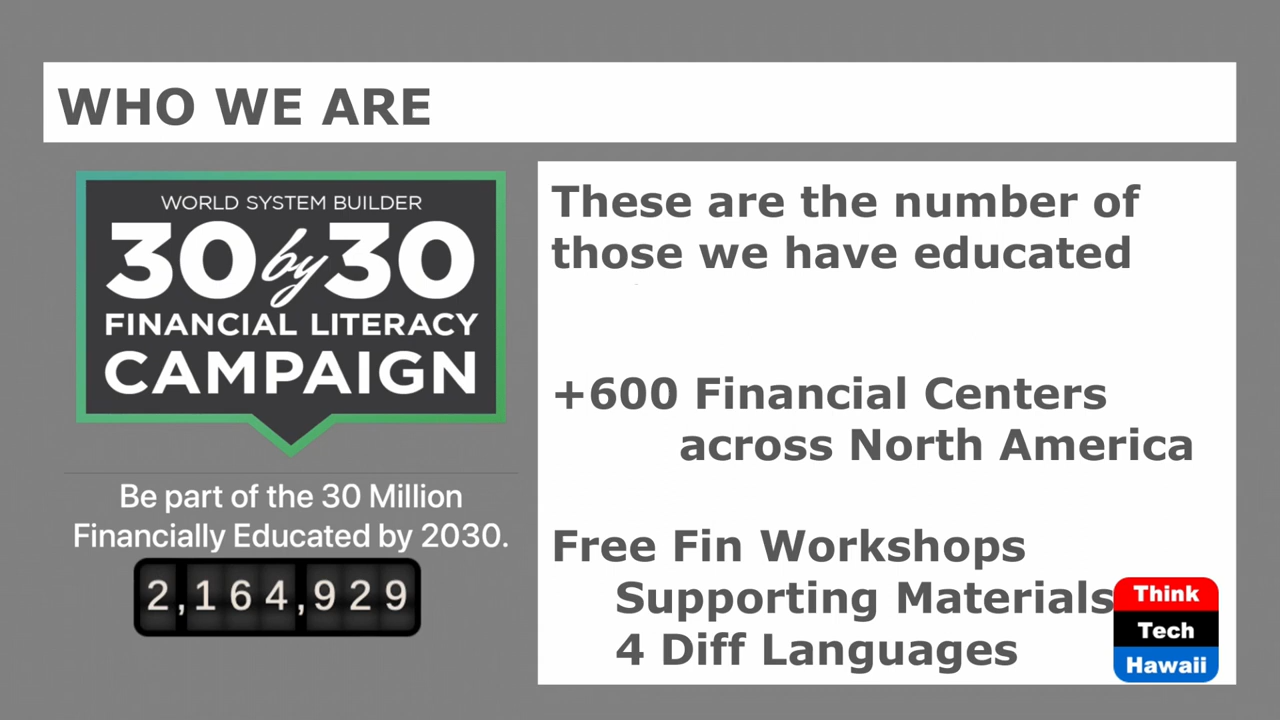 WHO WE ARE
WORLD SYSTEM BUILDER
30 by 30
FINANCIAL LITERACY
CAMPAIGN
Be part of the 30 Million
Financially Educated by 2030.
2,164,929
These are the number of
those we have educated
+600 Financial Centers
across North America
Free Fin Workshops
Supporting Materials
4 Diff Languages
Think
Tech
Hawaii